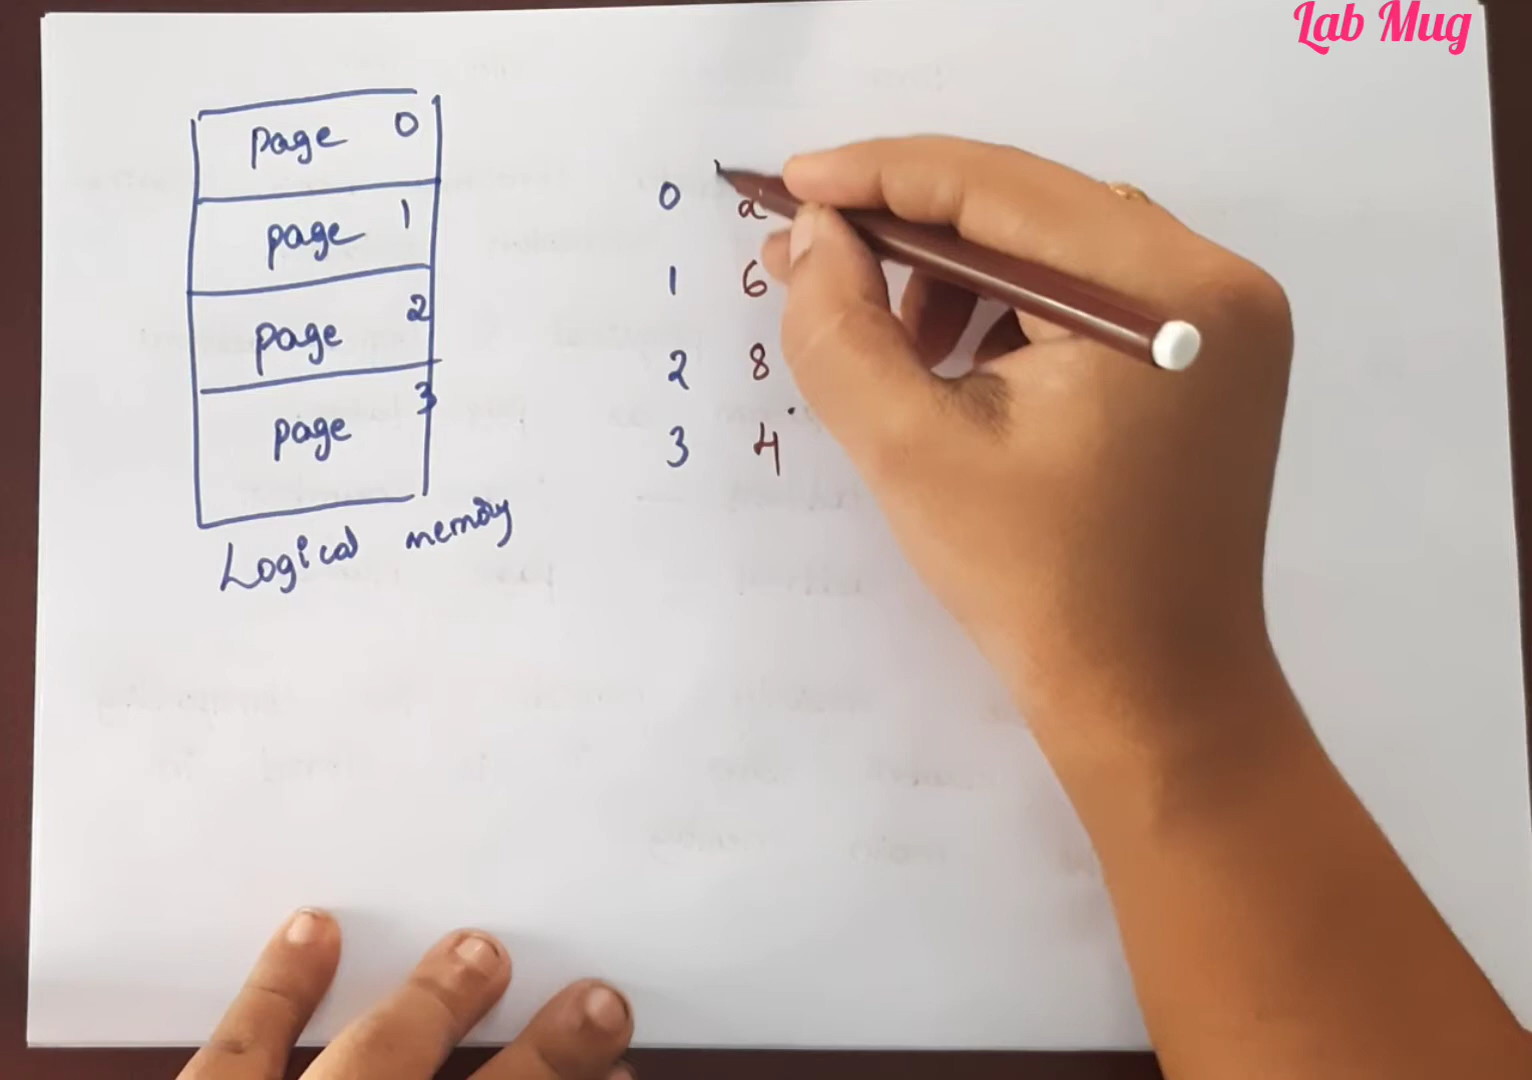 Lab Mug
page 0
page 1
page 2
page 3
Logical memory
0 2
1 6
2 8
3 4